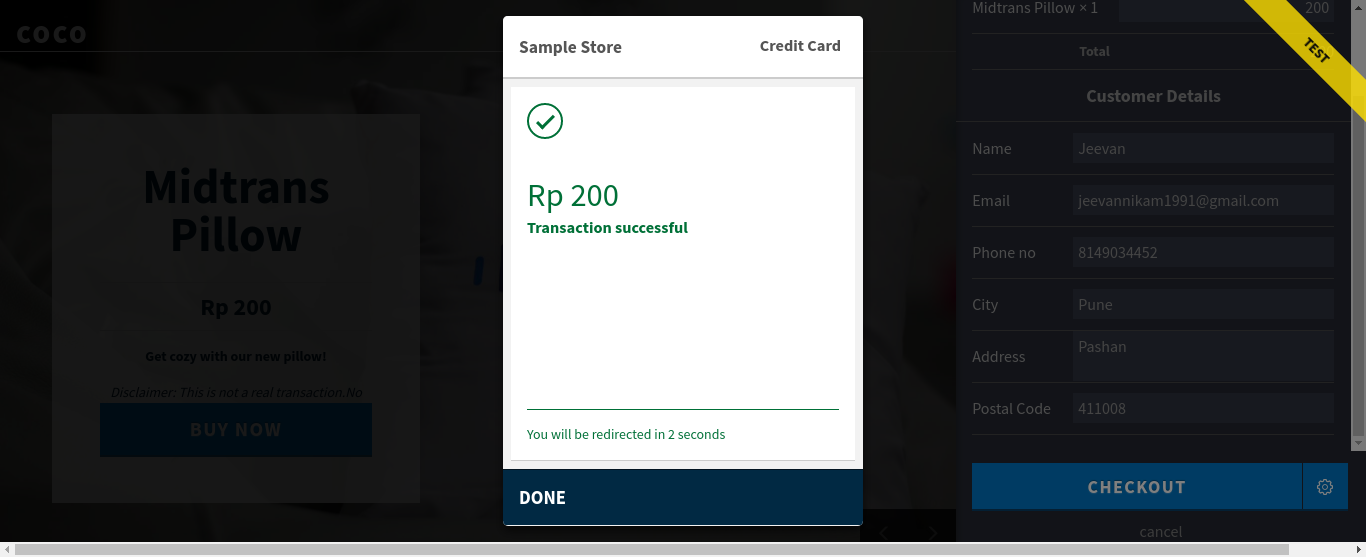 coco
Midtrans
Pillow
Rp 200
Get cozy with our new pillow!
Disclaimer: This is not a real transaction.No
BUY NOW
Sample Store
Credit Card
Rp 200
Transaction successful
You will be redirected in 2 seconds
DONE
Midtrans Pillow × 1 200
Total
TEST
Customer Details
Name Jeevan
Email jeevannikam1991@gmail.com
Phone no 8149034452
City Pune
Address Pashan
Postal Code 411008
CHECKOUT
cancel